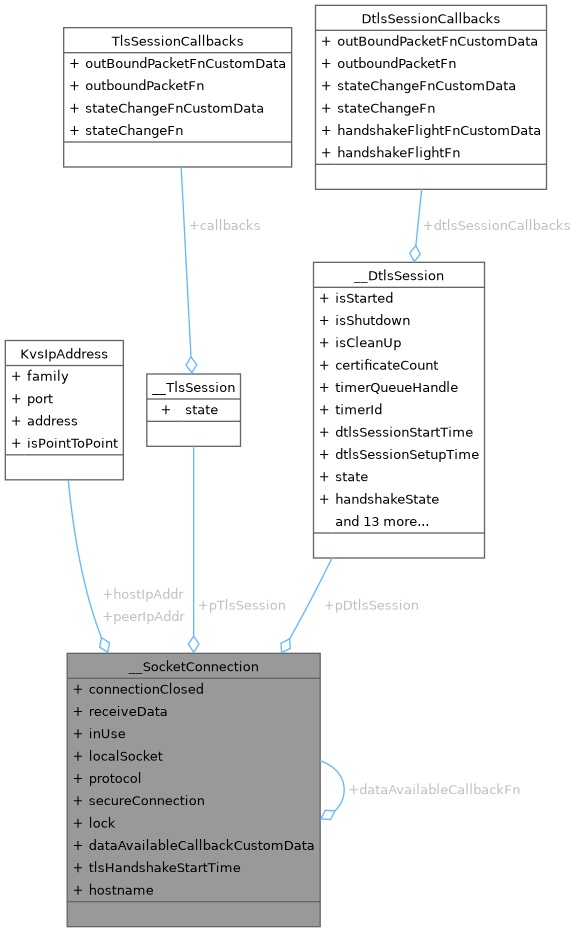 DtlsSessionCallbacks
+ outBoundPacketFnCustomData
+ outboundPacketFn
+ stateChangeFnCustomData
+ stateChangeFn
+ handshakeFlightFnCustomData
+ handshakeFlightFn
TlsSessionCallbacks
+ outBoundPacketFnCustomData
+ outboundPacketFn
+ stateChangeFnCustomData
+ stateChangeFn
+callbacks
+dtlsSessionCallbacks
__DtlsSession
+ isStarted
+ isShutdown
+ isCleanUp
+ certificateCount
+ timerQueueHandle
+ timerId
+ dtlsSessionStartTime
+ dtlsSessionSetupTime
+ state
+ handshakeState
and 13 more...
KvsIpAddress
+ family
+ port
+ address
+ isPointToPoint
__TlsSession
+ state
+hostIpAddr
+peerIpAddr
+pTlsSession
+pDtlsSession
__SocketConnection
+ connectionClosed
+ receiveData
+ inUse
+ localSocket
+ protocol
+ secureConnection
+ lock
+ dataAvailableCallbackCustomData
+ tlsHandshakeStartTime
+ hostname
+dataAvailableCallbackFn